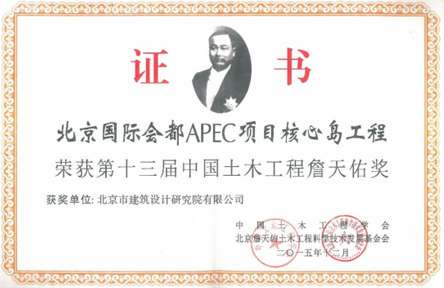 证 书
北京国际会都APEC项目核心岛工程
荣获第十三届中国土木工程詹天佑奖
获奖单位:北京市建筑设计研究院有限公司
中国土木工程学会
北京詹天佑土木工程科学技术发展基金会
二〇一五年十二月